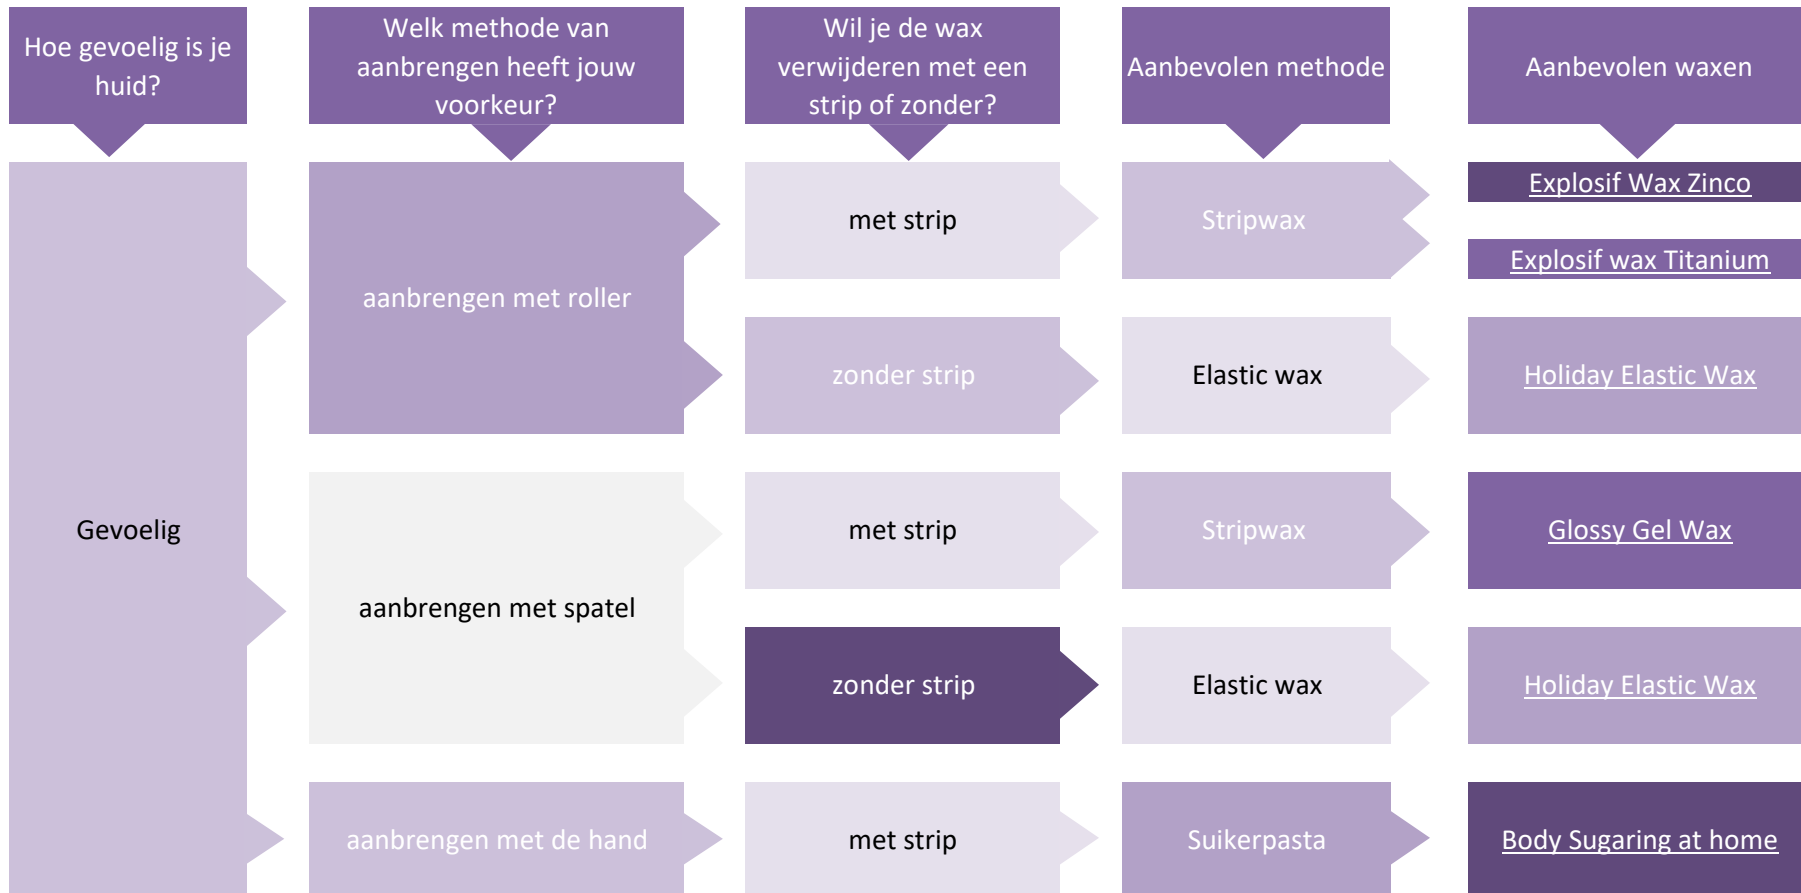 Hoe gevoelig is je
huid?
Welk methode van
aanbrengen heeft jouw
voorkeur?
Wil je de wax
verwijderen met een
strip of zonder?
Aanbevolen methode
Aanbevolen waxen
Gevoelig
aanbrengen met roller
met strip
Stripwax
Explosif Wax Zinco
Explosif wax Titanium
zonder strip
Elastic wax
Holiday Elastic Wax
aanbrengen met spatel
met strip
Stripwax
Glossy Gel Wax
zonder strip
Elastic wax
Holiday Elastic Wax
aanbrengen met de hand
met strip
Suikerpasta
Body Sugaring at home